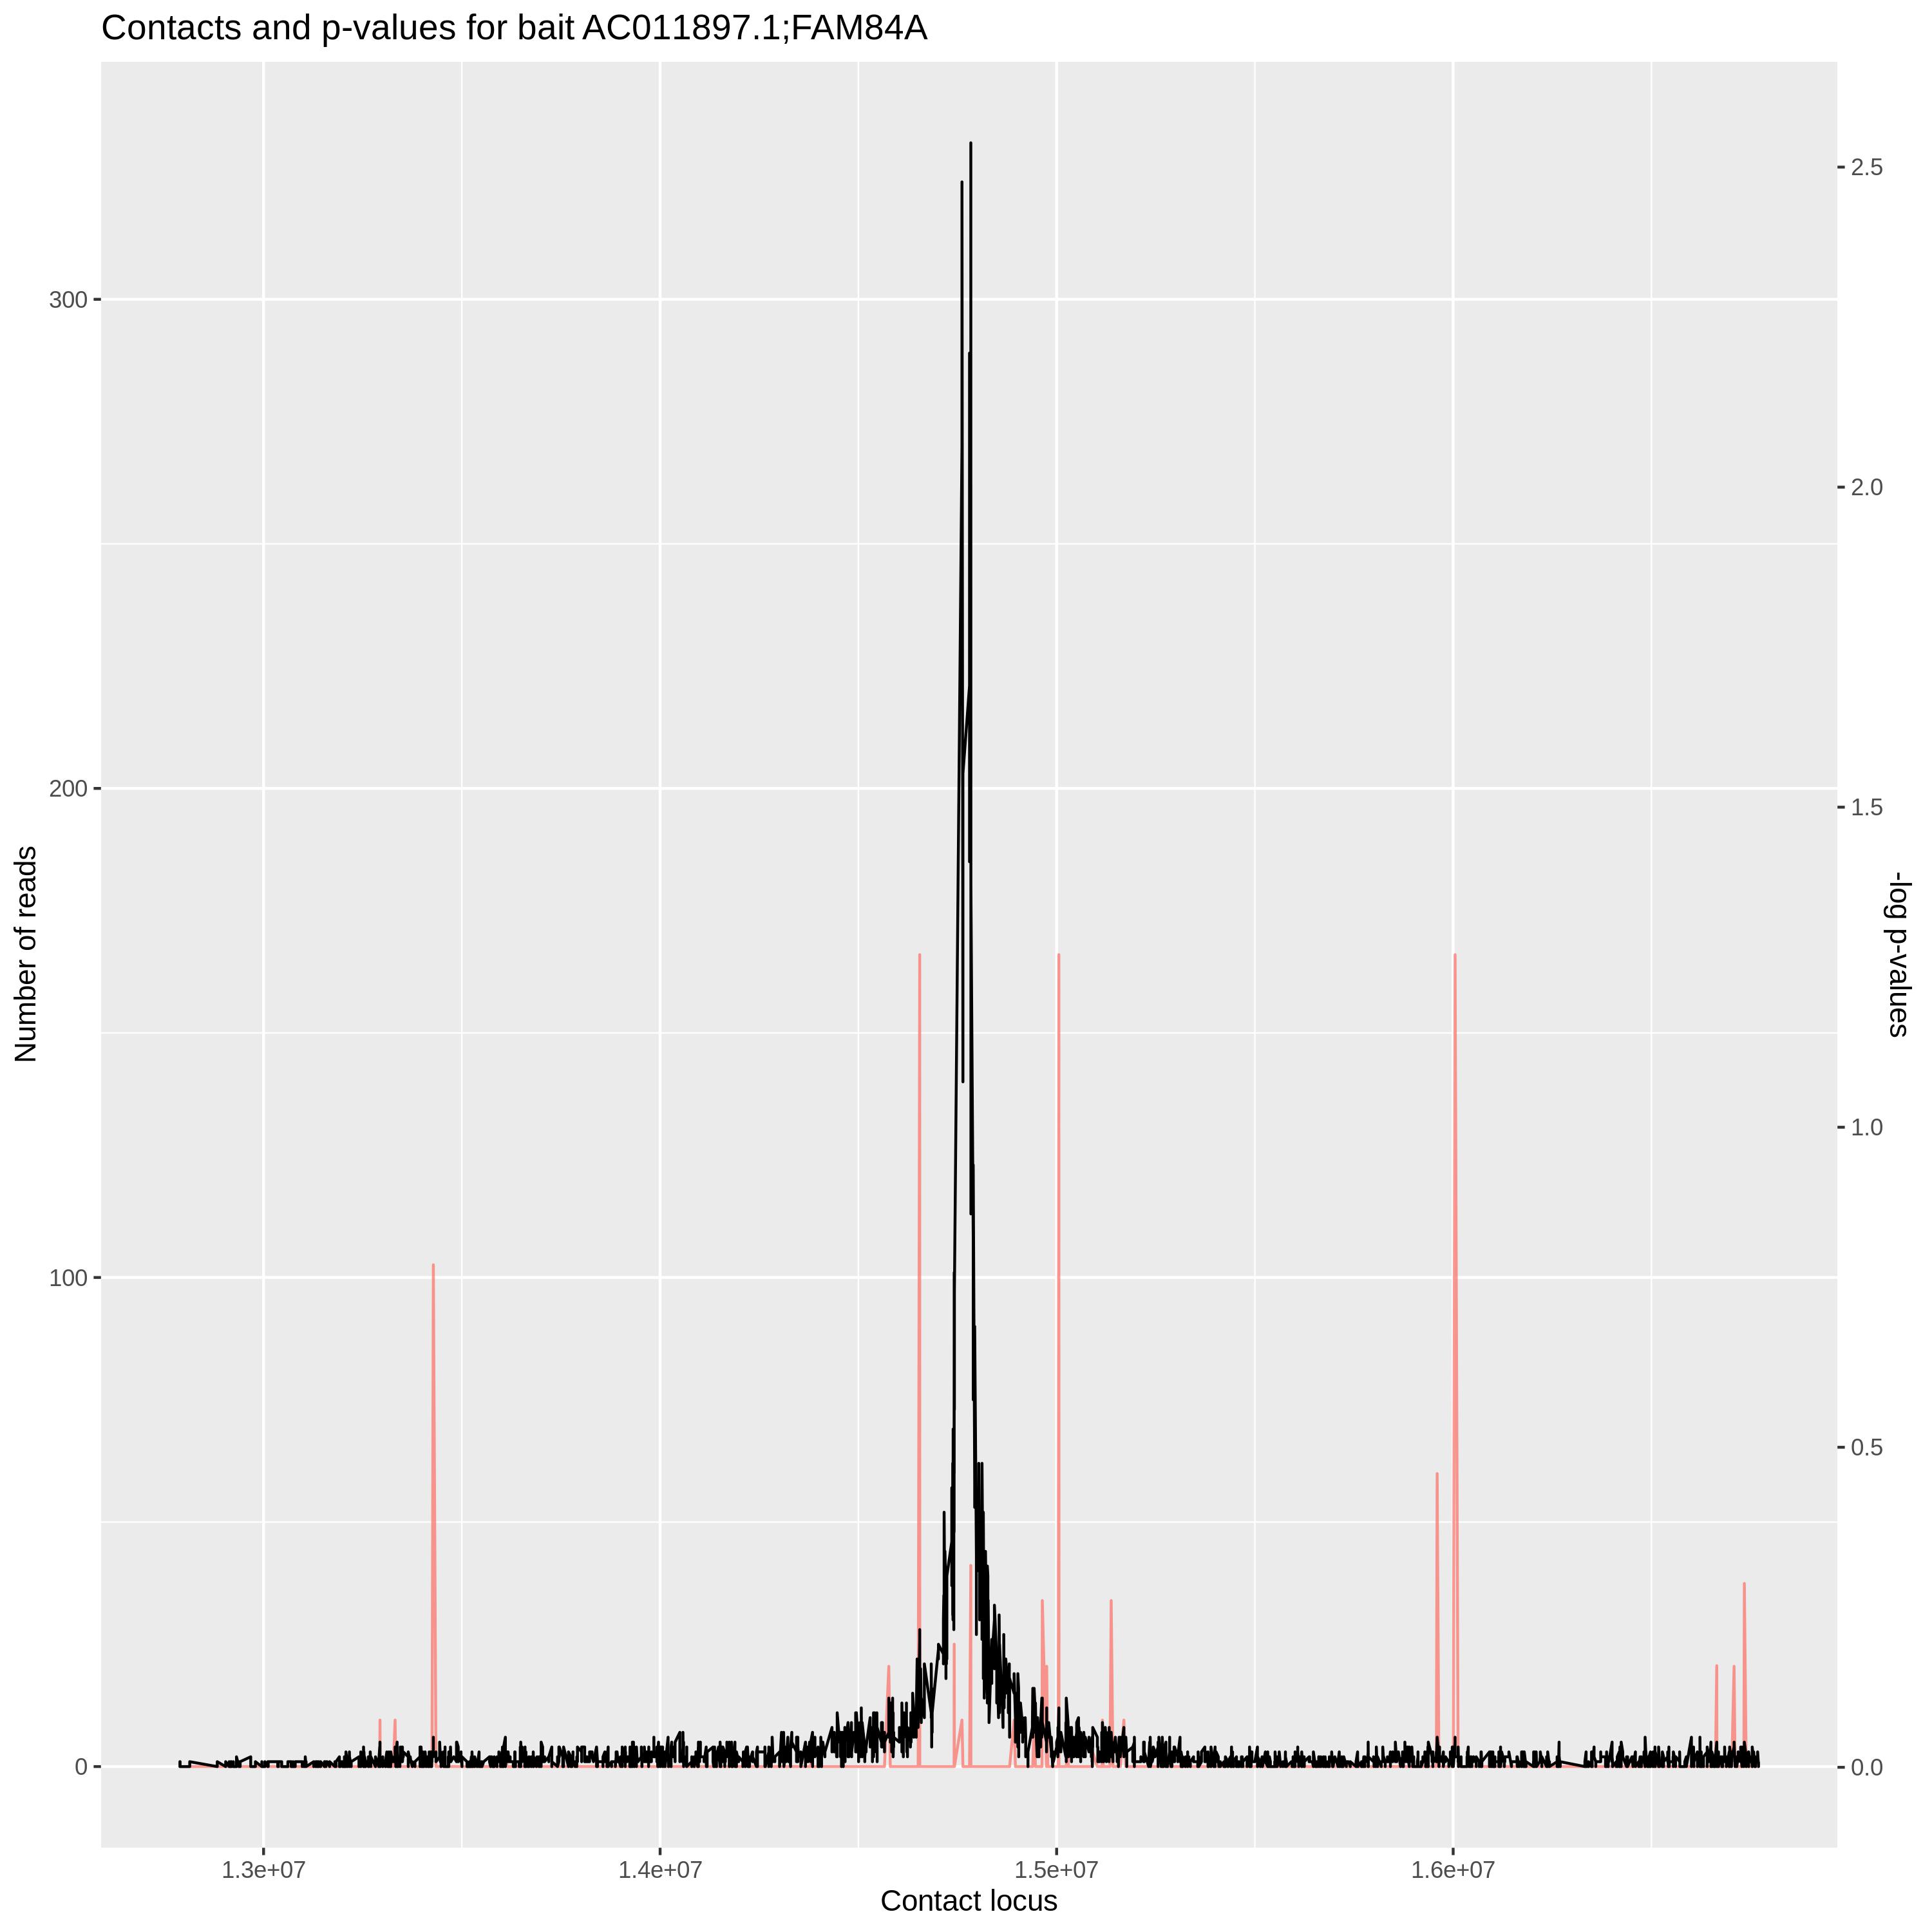 Contacts and p-values for bait AC011897.1;FAM84A
300
200
100
0
Number of reads
2.5
2.0
1.5
1.0
0.5
0.0
-log p-values
1.3e+07
1.4e+07
1.5e+07
1.6e+07
Contact locus